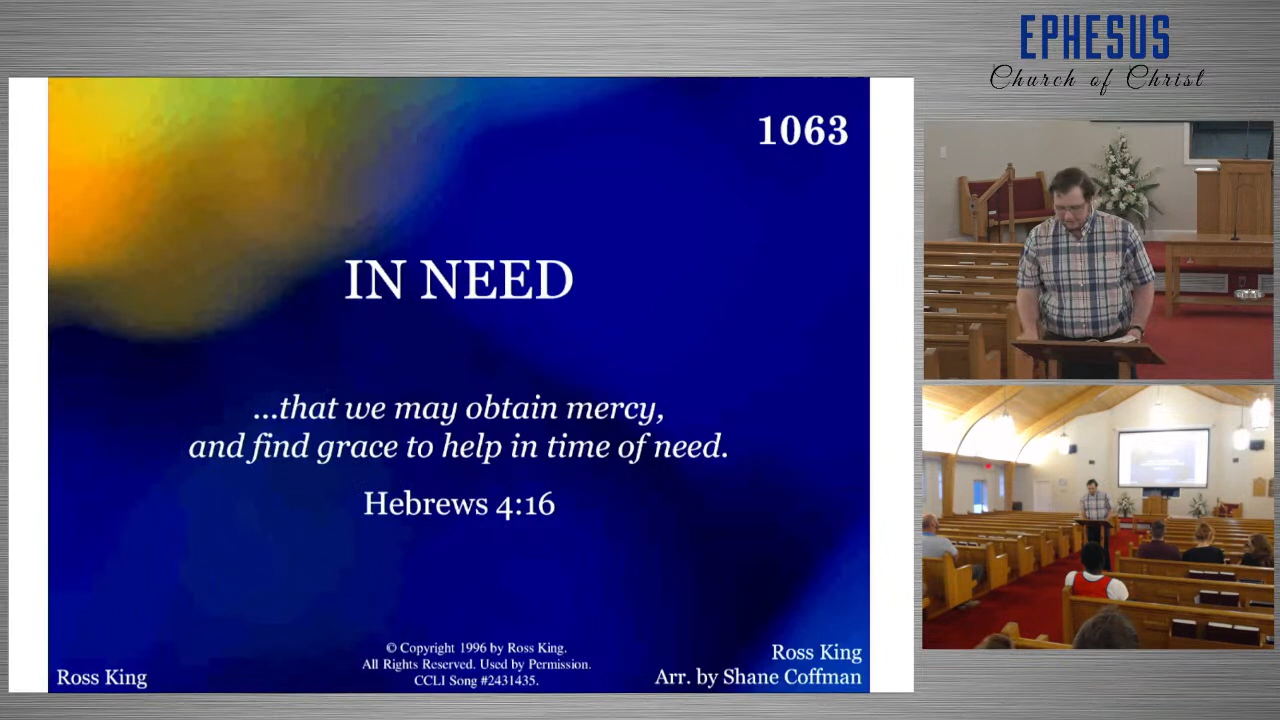 EPHESUS
Church of Christ
1063
IN NEED
...that we may obtain mercy,
and find grace to help in time of need.
Hebrews 4:16
Ross King
© Copyright 1996 by Ross King.
All Rights Reserved. Used by Permission.
CCLI Song #2431435.
Ross King
Arr. by Shane Coffman